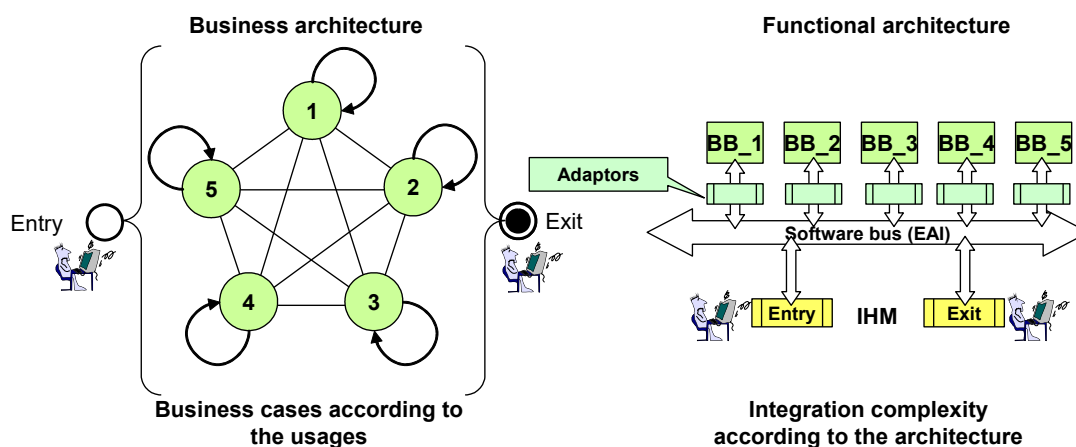 Business architecture
Functional architecture
1
2
3
4
5
Entry
Exit
Business cases according to
the usages
BB_1 BB_2 BB_3 BB_4 BB_5
Adaptors
Software bus (EAI)
Entry IHM Exit
Integration complexity
according to the architecture